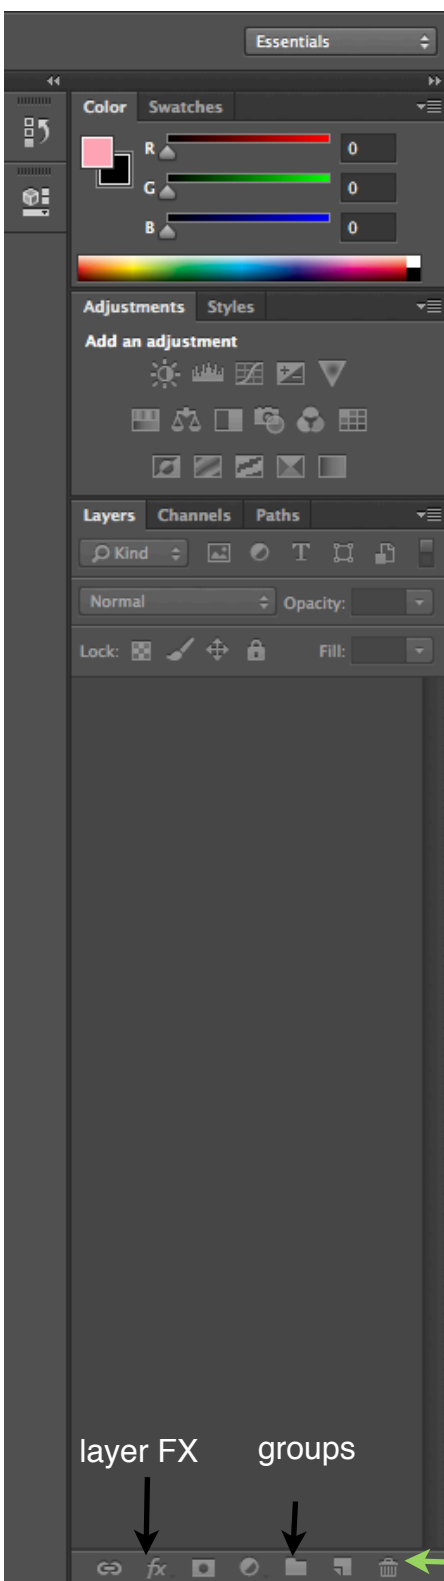 Essentials
Color Swatches
R 0
G 0
B 0
Adjustments Styles
Add an adjustment
Layers Channels Paths
Kind T
Normal Opacity:
Lock: Fill:
layer FX groups
fx